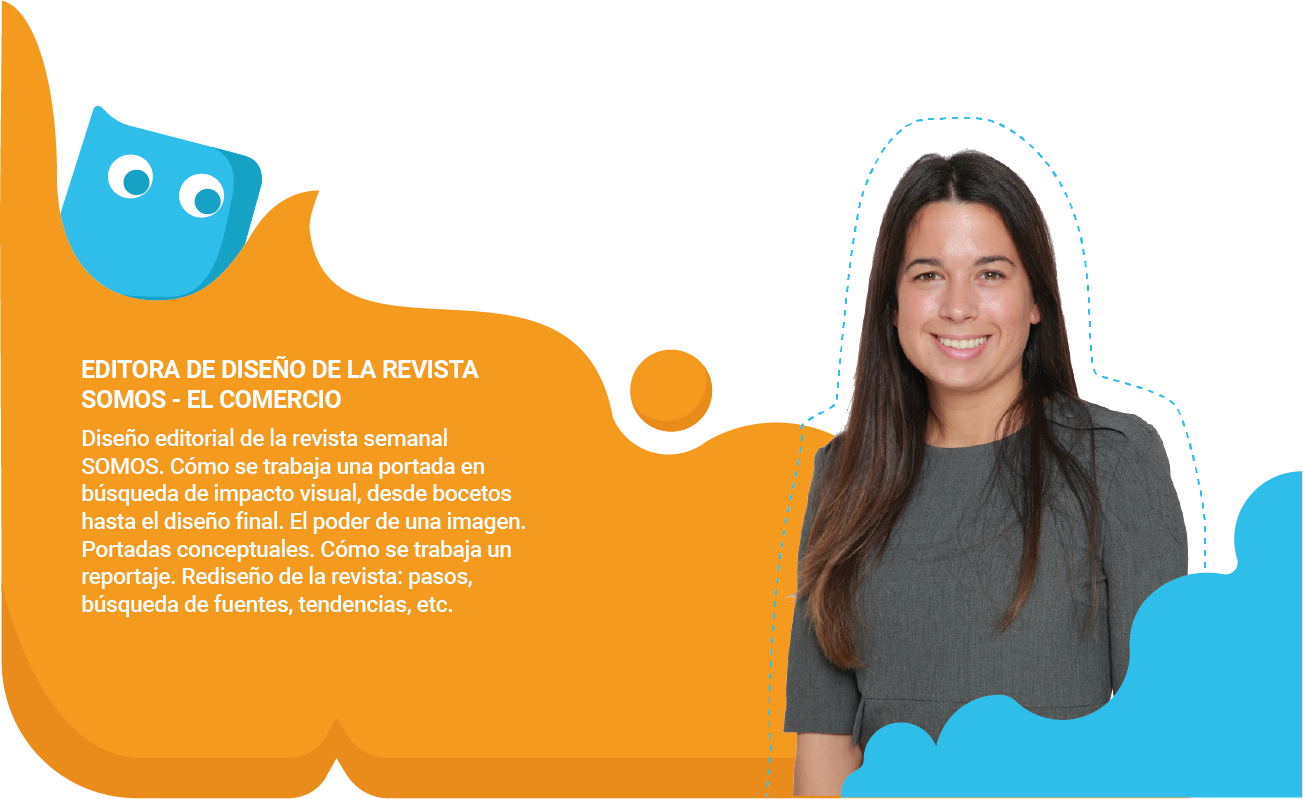 EDITORA DE DISEÑO DE LA REVISTA
SOMOS - EL COMERCIO
Diseño editorial de la revista semanal
SOMOS. Cómo se trabaja una portada en
búsqueda de impacto visual, desde bocetos
hasta el diseño final. El poder de una imagen.
Portadas conceptuales. Cómo se trabaja un
reportaje. Rediseño de la revista: pasos,
búsqueda de fuentes, tendencias, etc.